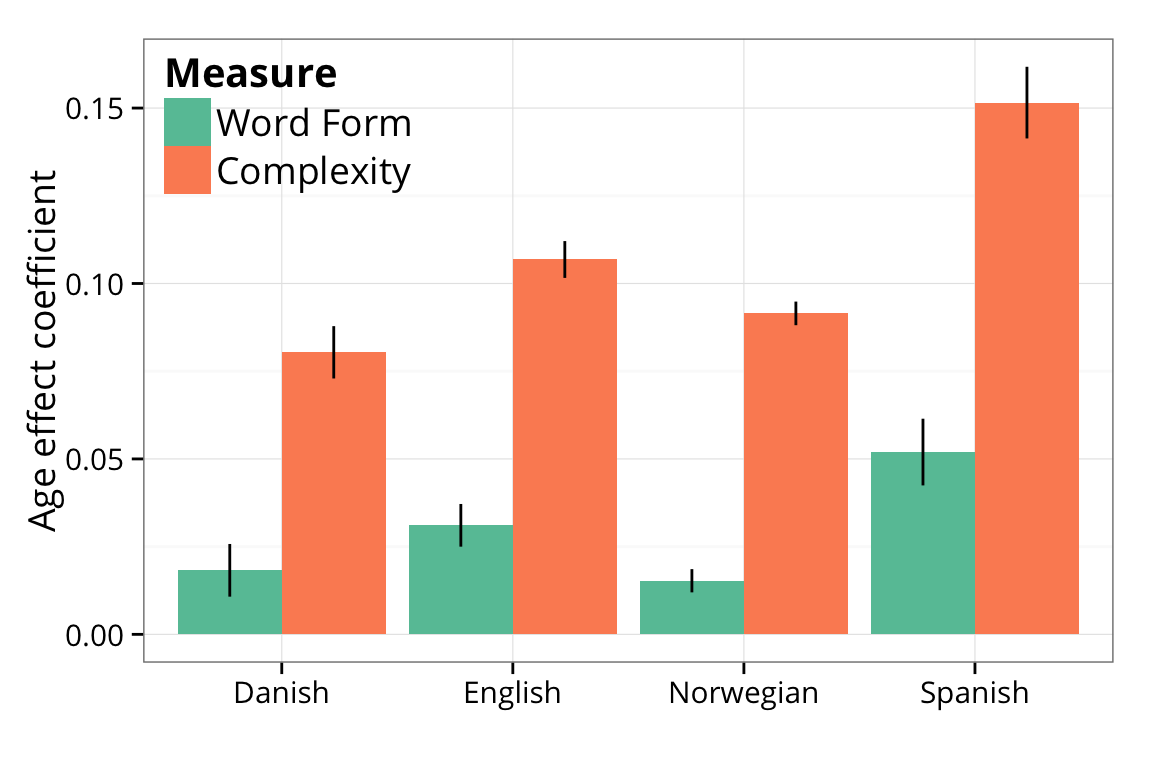 Measure
Word Form
Complexity
Age effect coefficient
0.15
0.10
0.05
0.00
Danish
English
Norwegian
Spanish